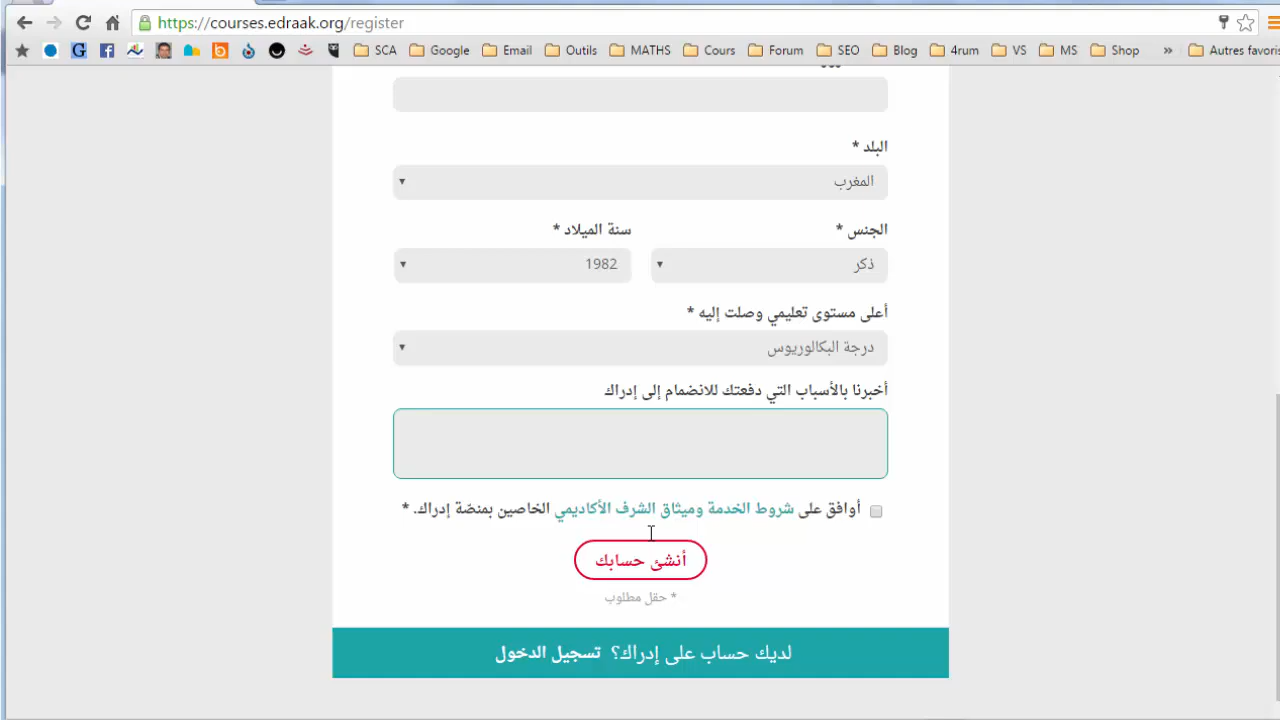 https://courses.edraak.org/register
SCA Google Email Outils MATHS Cours Forum SEO Blog 4rum VS MS Shop » Autres favoris
البلد *
المغرب
الجنس * سنة الميلاد *
ذكر 1982
أعلى مستوى تعليمي وصلت إليه *
درجة البكالوريوس
أخبرنا بالأسباب التي دفعتك للانضمام إلى إدراك
أوافق على شروط الخدمة وميثاق الشرف الأكاديمي الخاصين بمنصّة إدراك. *
أنشئ حسابك
* حقل مطلوب
لديك حساب على إدراك؟ تسجيل الدخول